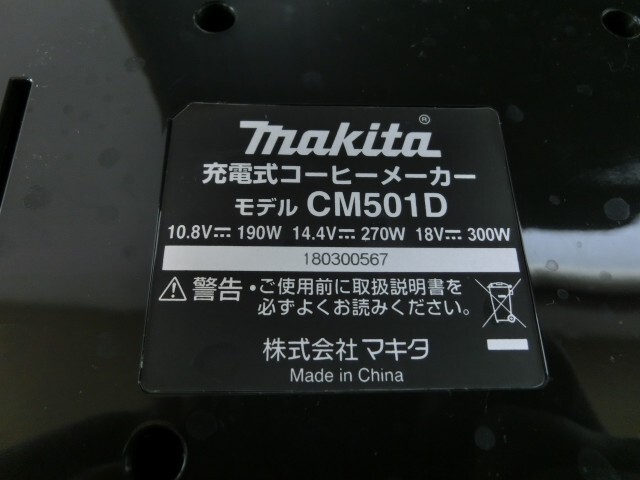 makita®
充電式コーヒーメーカー
モデル CM501D
10.8V⎓ 190W 14.4V⎓ 270W 18V⎓ 300W
180300567
⚠警告・ご使用前に取扱説明書を
必ずよくお読みください。
株式会社マキタ
Made in China